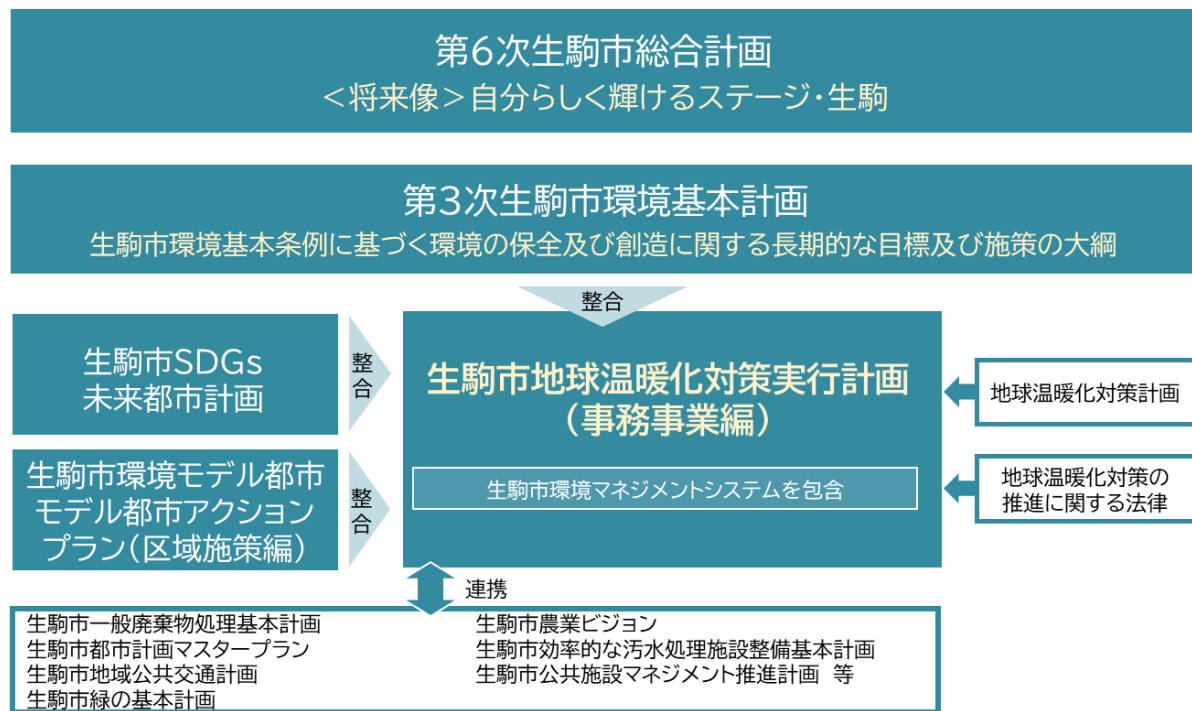 第6次生駒市総合計画
＜将来像＞自分らしく輝けるステージ・生駒
第3次生駒市環境基本計画
生駒市環境基本条例に基づく環境の保全及び創造に関する長期的な目標及び施策の大綱
整合
生駒市SDGs
未来都市計画
整合
生駒市地球温暖化対策実行計画
（事務事業編）
生駒市環境マネジメントシステムを包含
地球温暖化対策計画
生駒市環境モデル都市
モデル都市アクション
プラン（区域施策編）
整合
地球温暖化対策の
推進に関する法律
連携
生駒市一般廃棄物処理基本計画
生駒市都市計画マスタープラン
生駒市地域公共交通計画
生駒市緑の基本計画
生駒市農業ビジョン
生駒市効率的な汚水処理施設整備基本計画
生駒市公共施設マネジメント推進計画 等